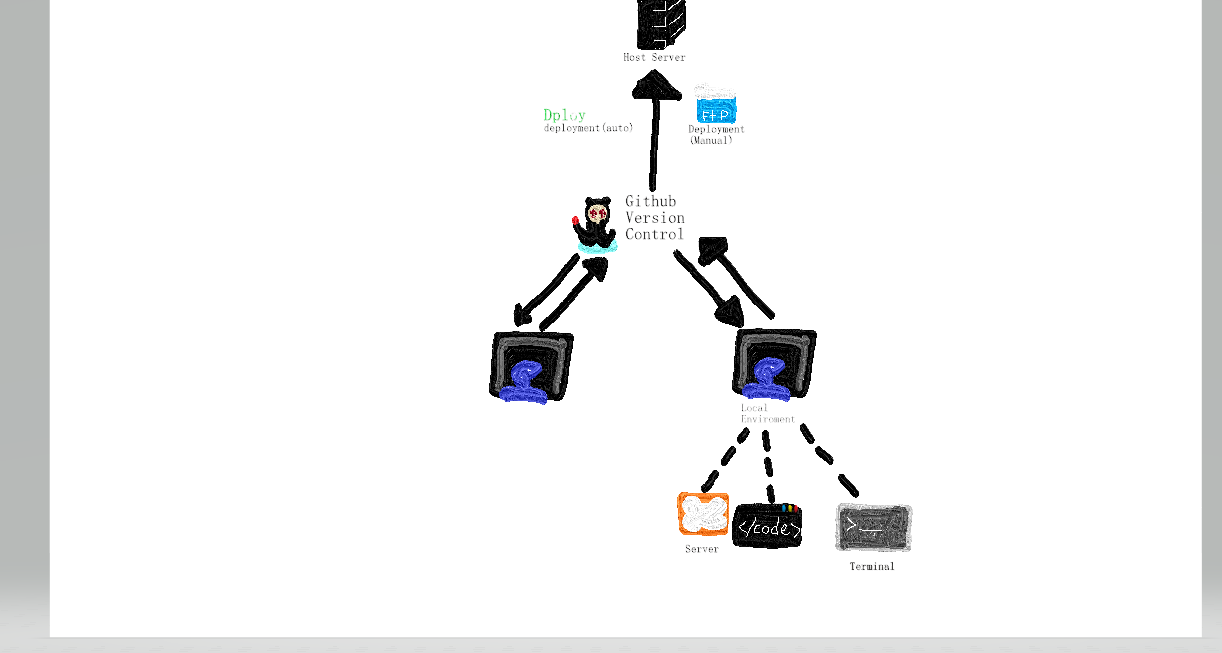 Host Server
Dploy
deployment(auto)
FTP
Deployment
(Manual)
Github
Version
Control
Local
Enviroment
</code>
>_
Server
Terminal